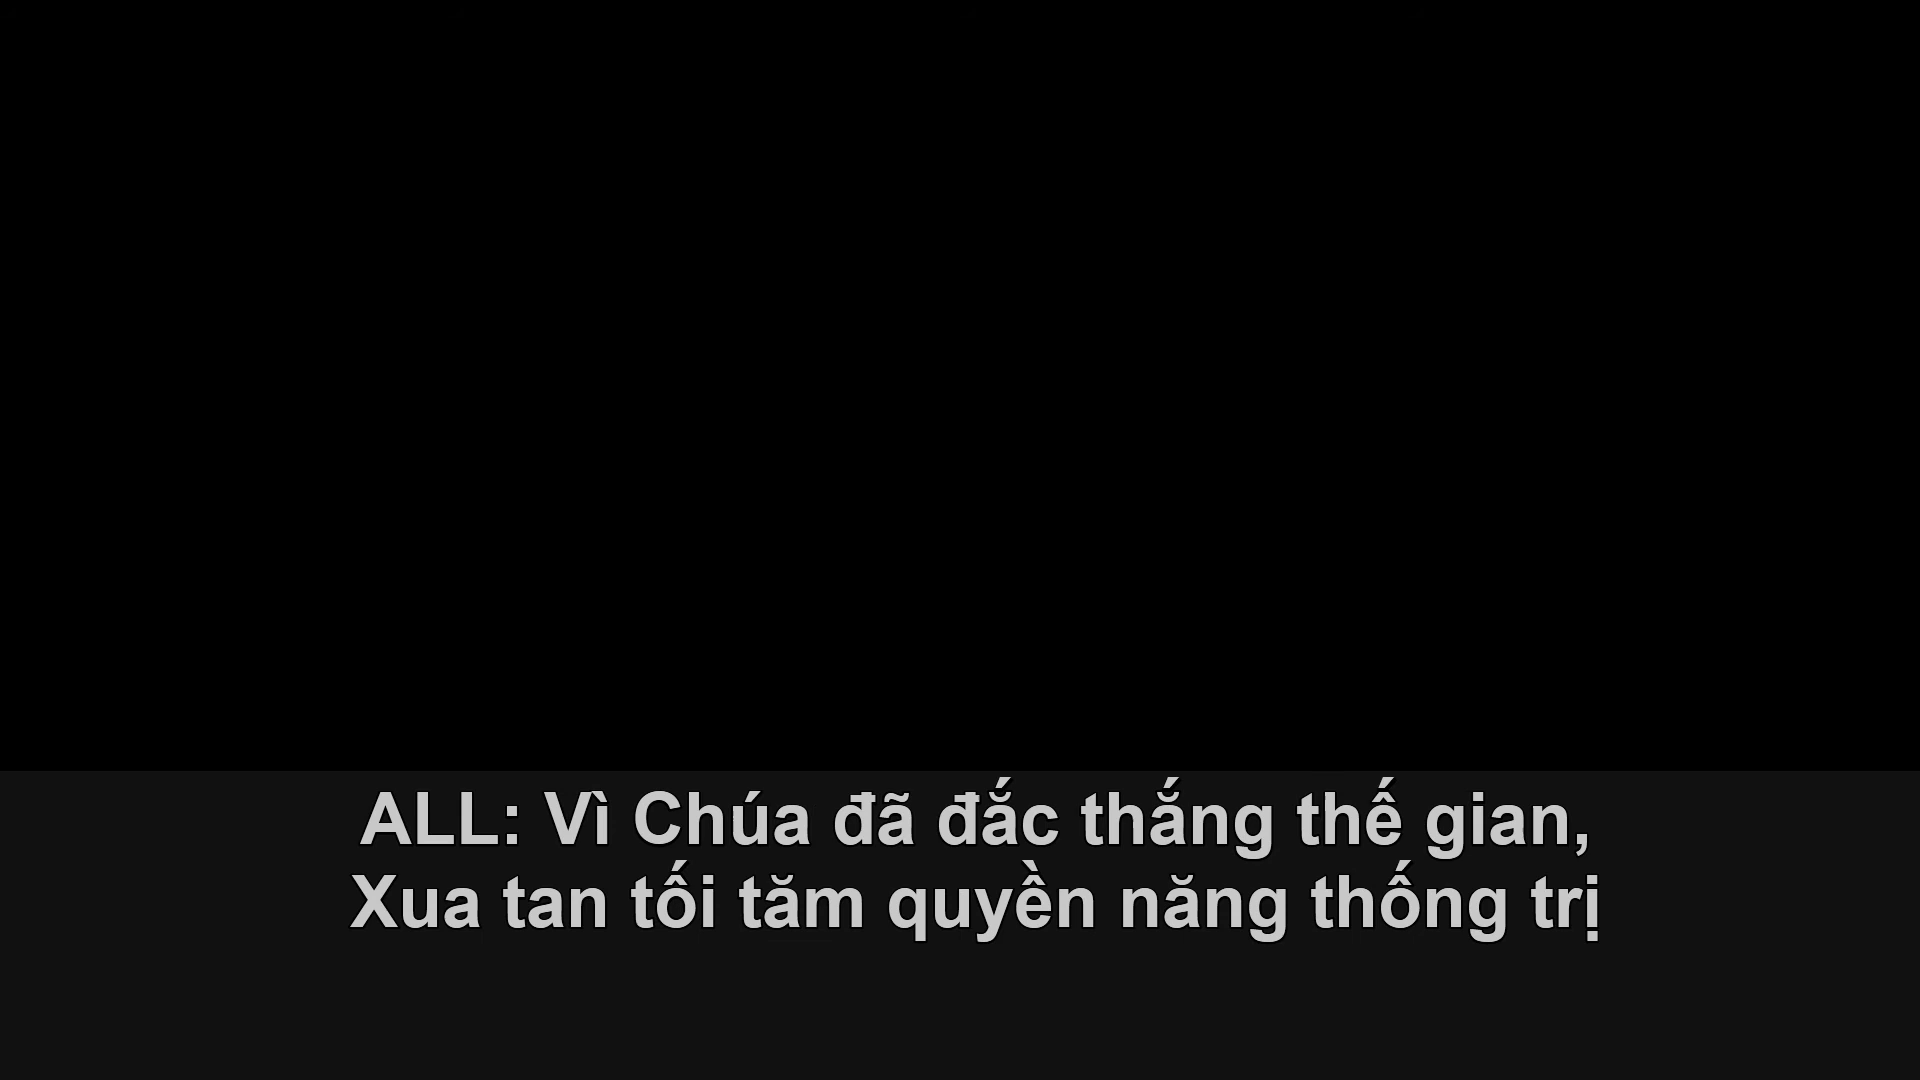 ALL: Vì Chúa đã đắc thắng thế gian,
Xua tan tối tăm quyền năng thống trị